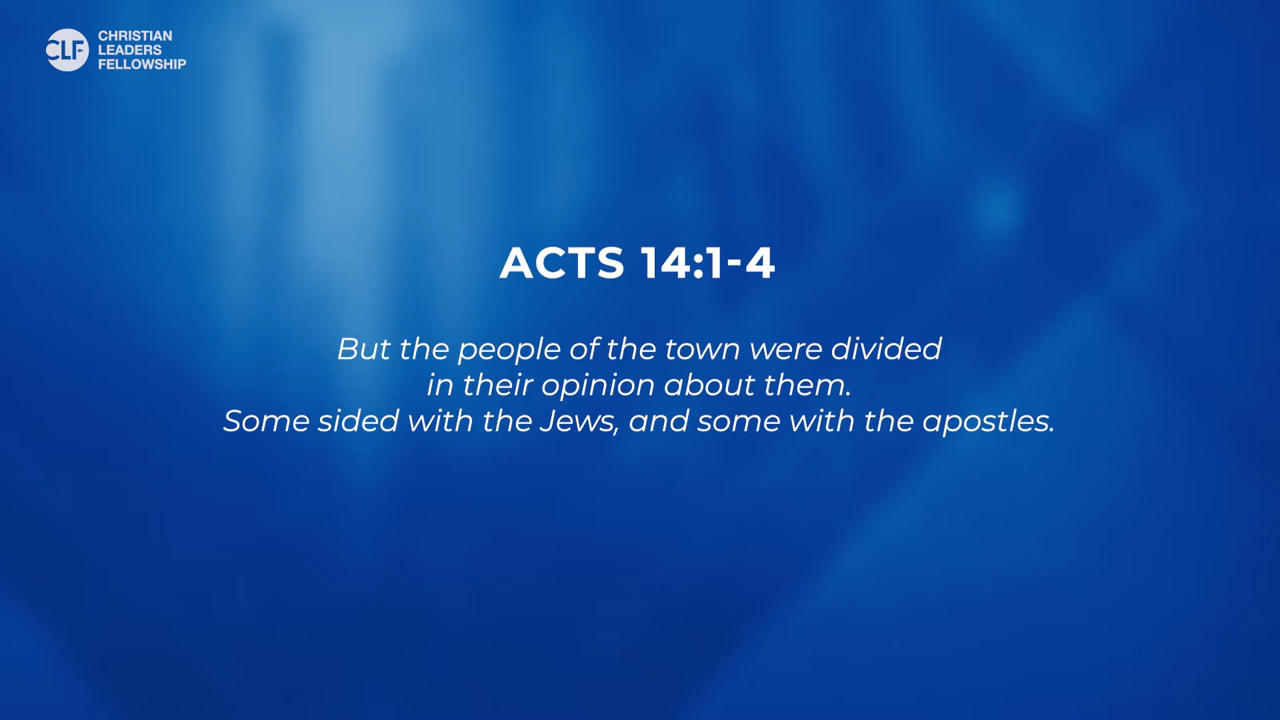 CLF
CHRISTIAN
LEADERS
FELLOWSHIP
ACTS 14:1-4
But the people of the town were divided
in their opinion about them.
Some sided with the Jews, and some with the apostles.